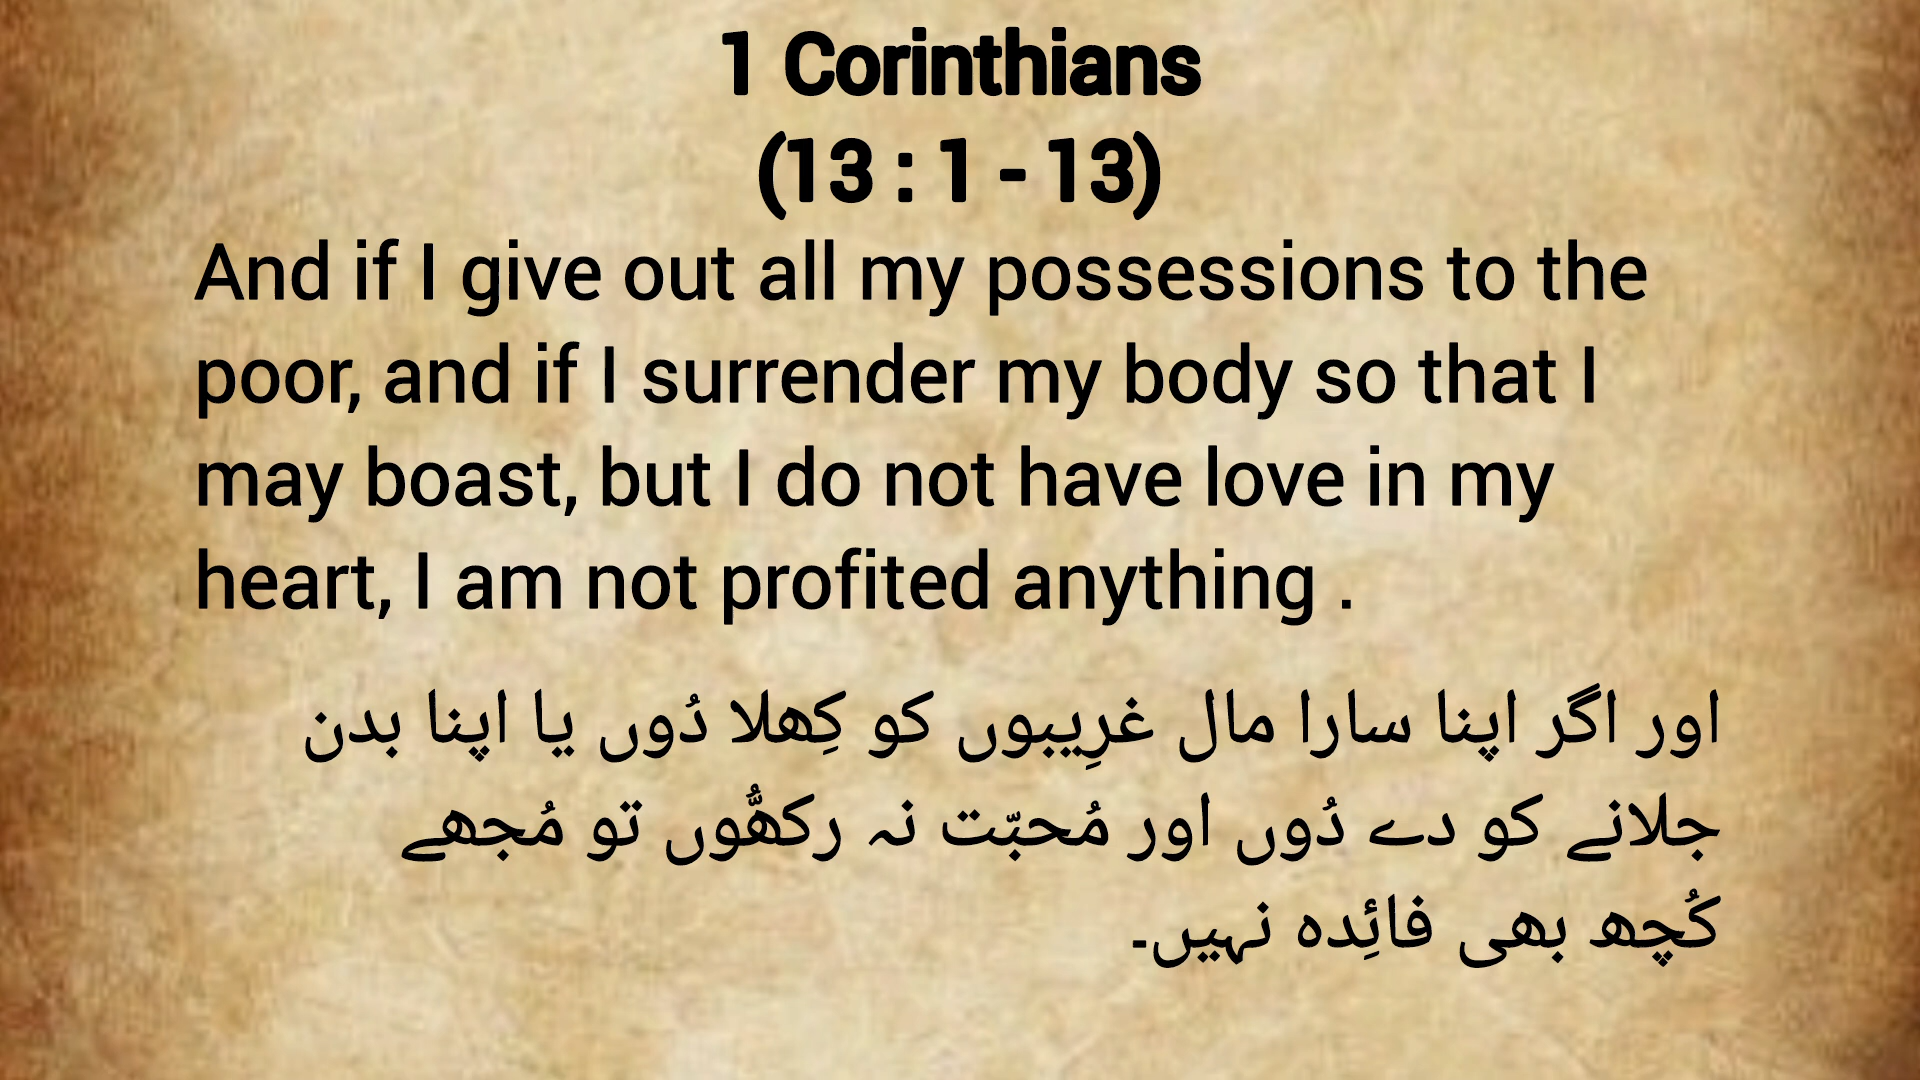 1 Corinthians
(13 : 1 - 13)
And if I give out all my possessions to the
poor, and if I surrender my body so that I
may boast, but I do not have love in my
heart, I am not profited anything .
اور اگر اپنا سارا مال غرِیبوں کو کِھلا دُوں یا اپنا بدن
جلانے کو دے دُوں اور مُحبّت نہ رکھُّوں تو مُجھے
کُچھ بھی فائِدہ نہیں۔